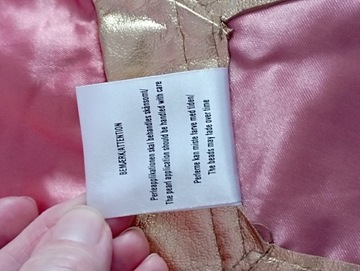 BEMÆRK/ATTENTION
Perleapplikationen skal behandles skånsomt/
The pearl application should be handled with care
Perlerne kan miste farve med tiden/
The beads may fade over time